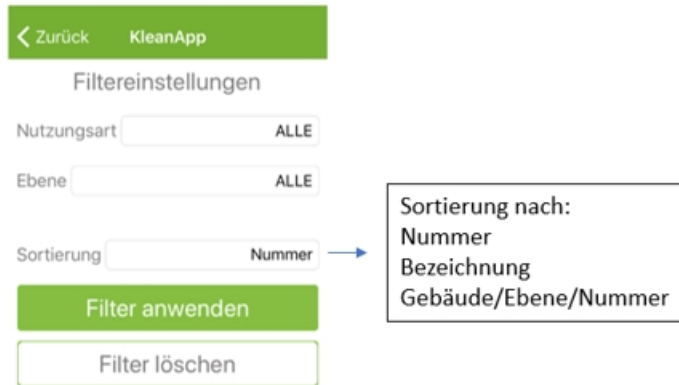 Zurück KleanApp
Filtereinstellungen
Nutzungsart ALLE
Ebene ALLE
Sortierung Nummer
Filter anwenden
Filter löschen
Sortierung nach:
Nummer
Bezeichnung
Gebäude/Ebene/Nummer